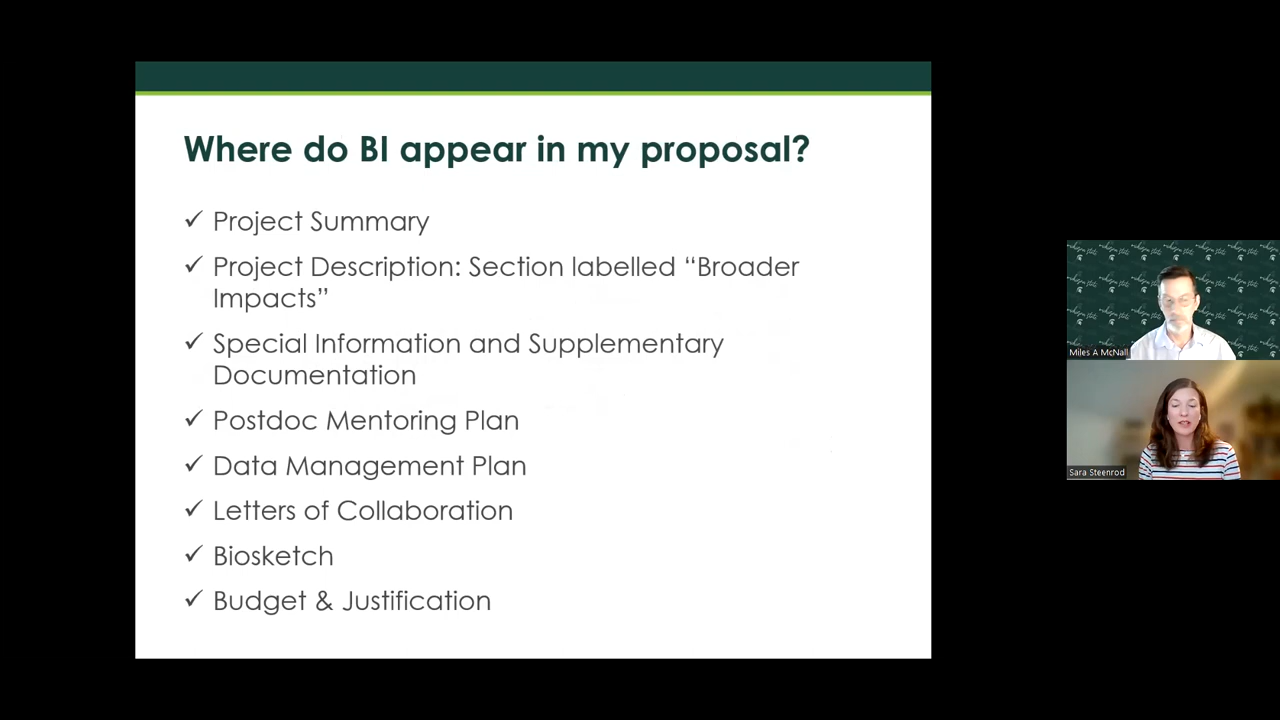 Where do BI appear in my proposal?
✓ Project Summary
✓ Project Description: Section labelled “Broader
Impacts”
✓ Special Information and Supplementary
Documentation
✓ Postdoc Mentoring Plan
✓ Data Management Plan
✓ Letters of Collaboration
✓ Biosketch
✓ Budget & Justification
Miles A McNall
Sara Steenrod